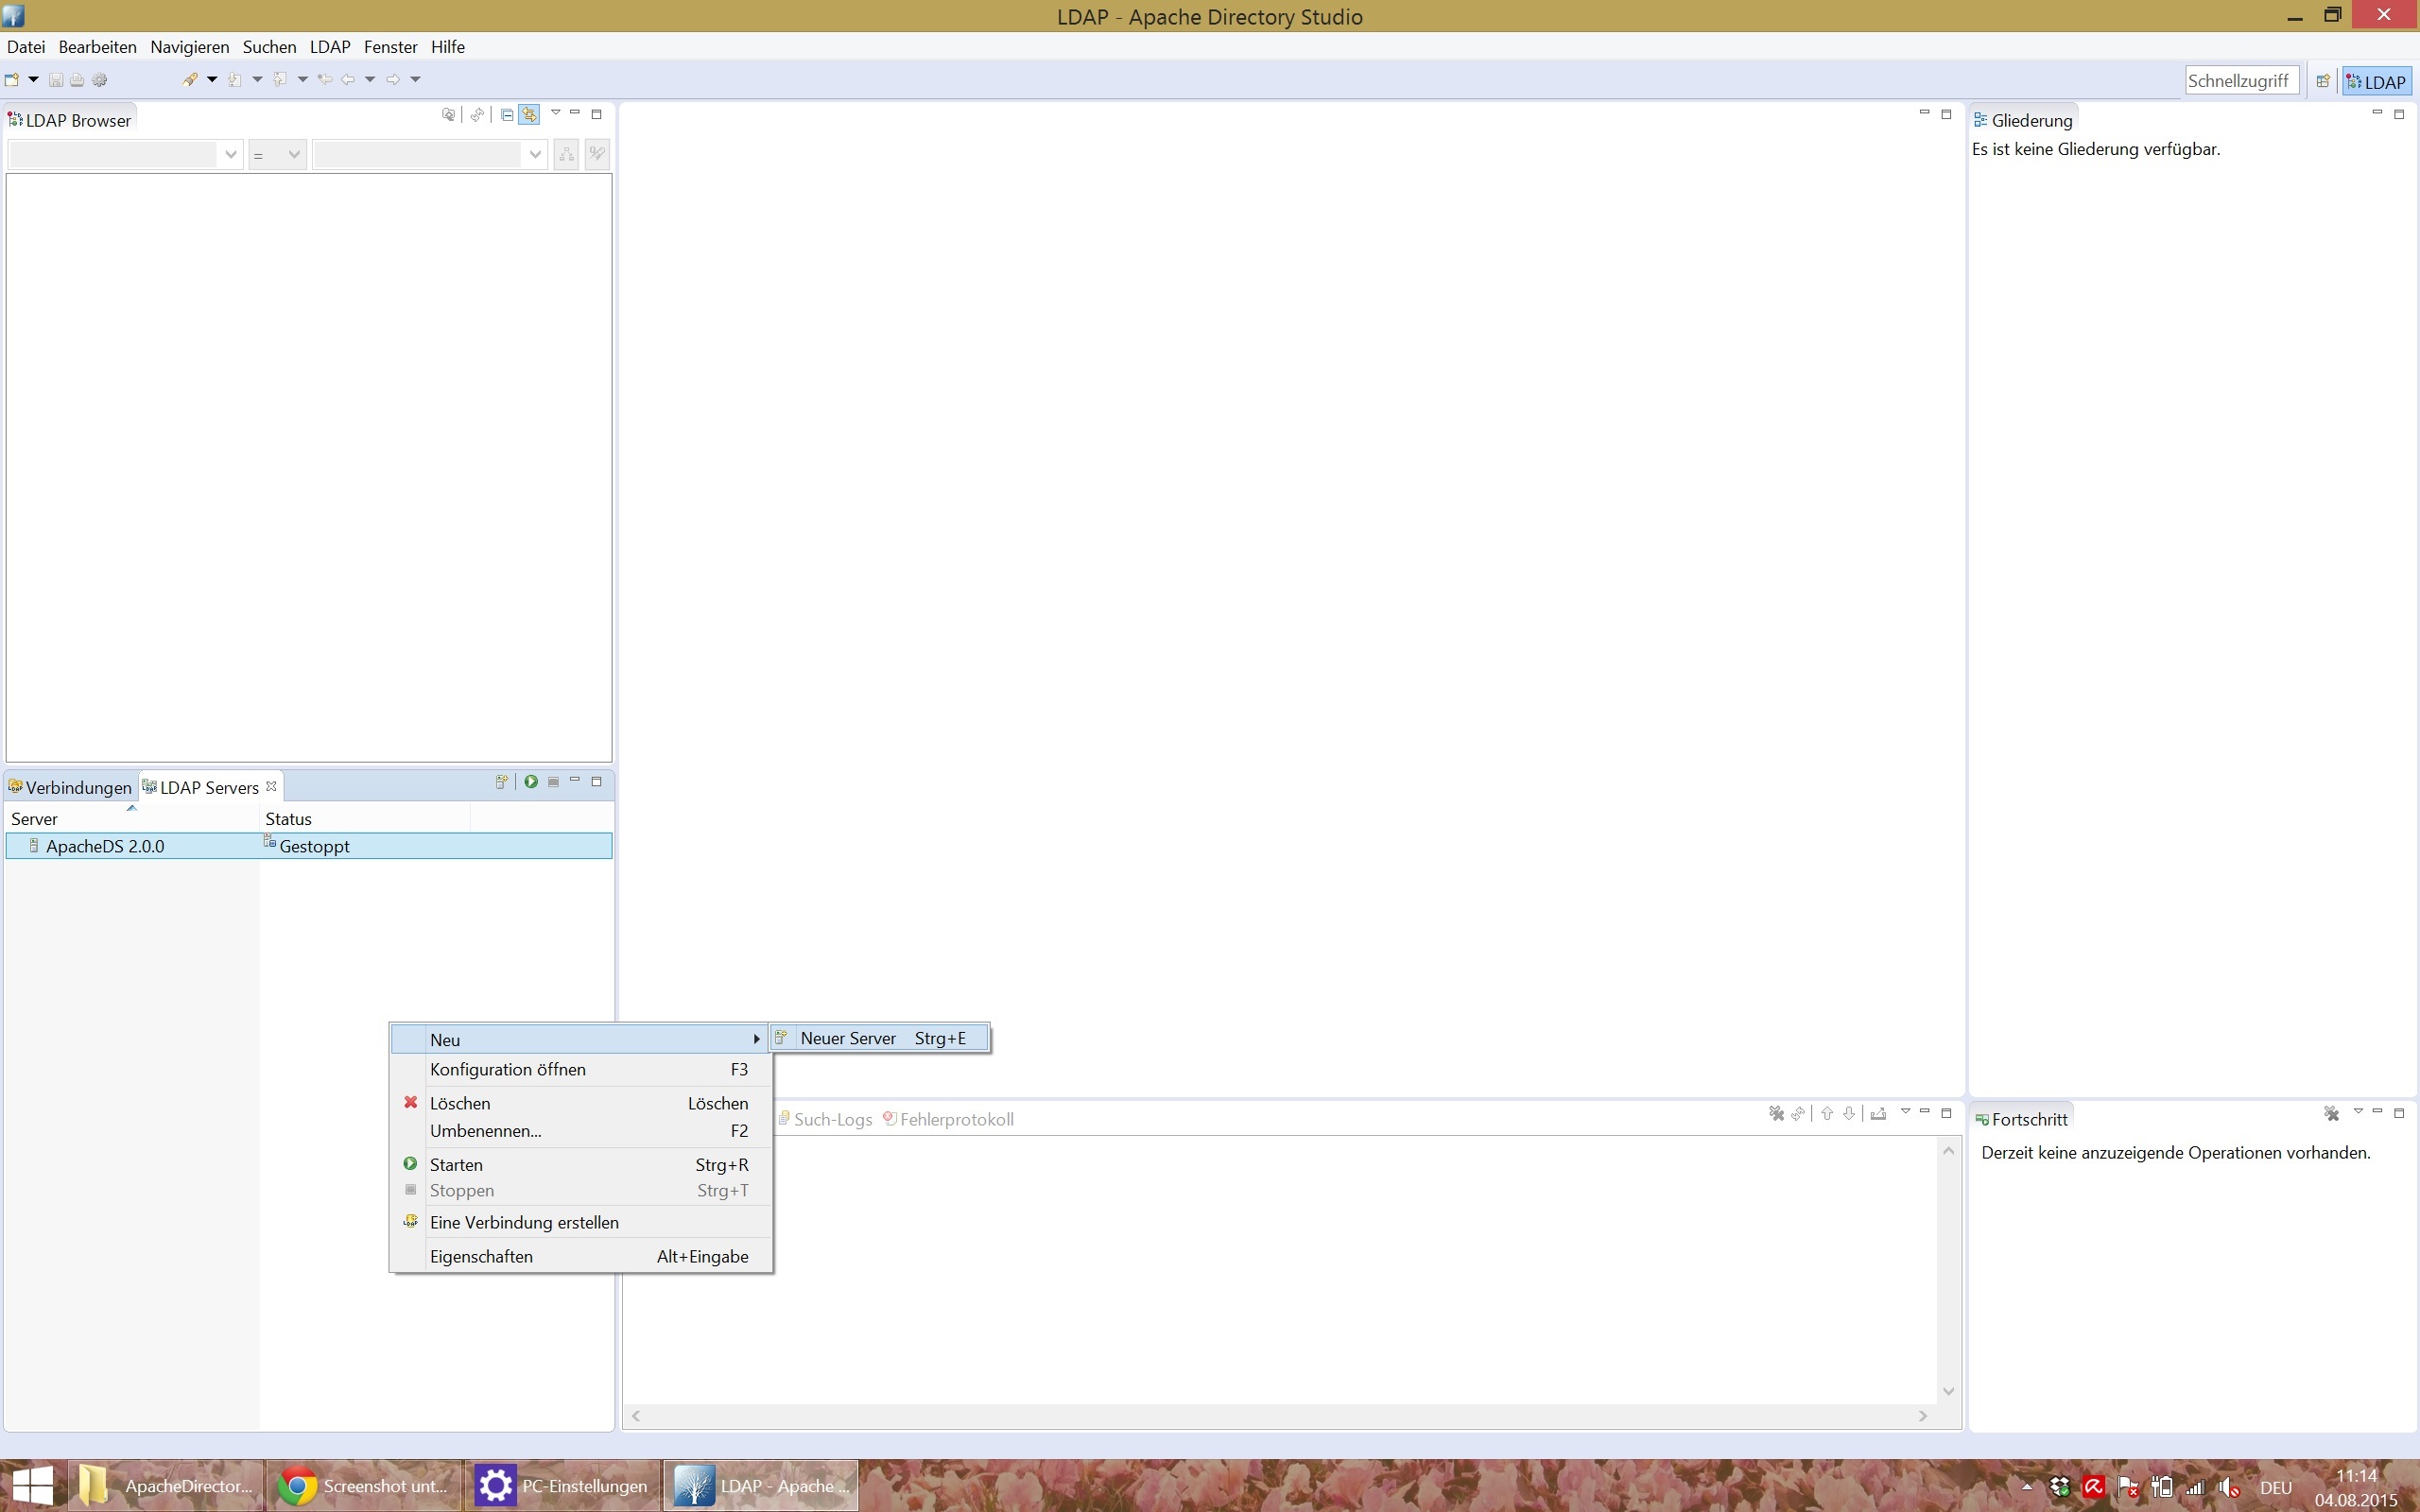 LDAP - Apache Directory Studio
Datei Bearbeiten Navigieren Suchen LDAP Fenster Hilfe
Schnellzugriff LDAP
LDAP Browser
=
Gliederung
Es ist keine Gliederung verfügbar.
Verbindungen LDAP Servers
Server Status
ApacheDS 2.0.0 Gestoppt
Neu
Neuer Server Strg+E
Konfiguration öffnen F3
Löschen Löschen
Umbenennen... F2
Starten Strg+R
Stoppen Strg+T
Eine Verbindung erstellen
Eigenschaften Alt+Eingabe
Such-Logs Fehlerprotokoll
Fortschritt
Derzeit keine anzuzeigende Operationen vorhanden.
ApacheDirector... Screenshot unt... PC-Einstellungen LDAP - Apache ...
DEU
11:14
04.08.2015